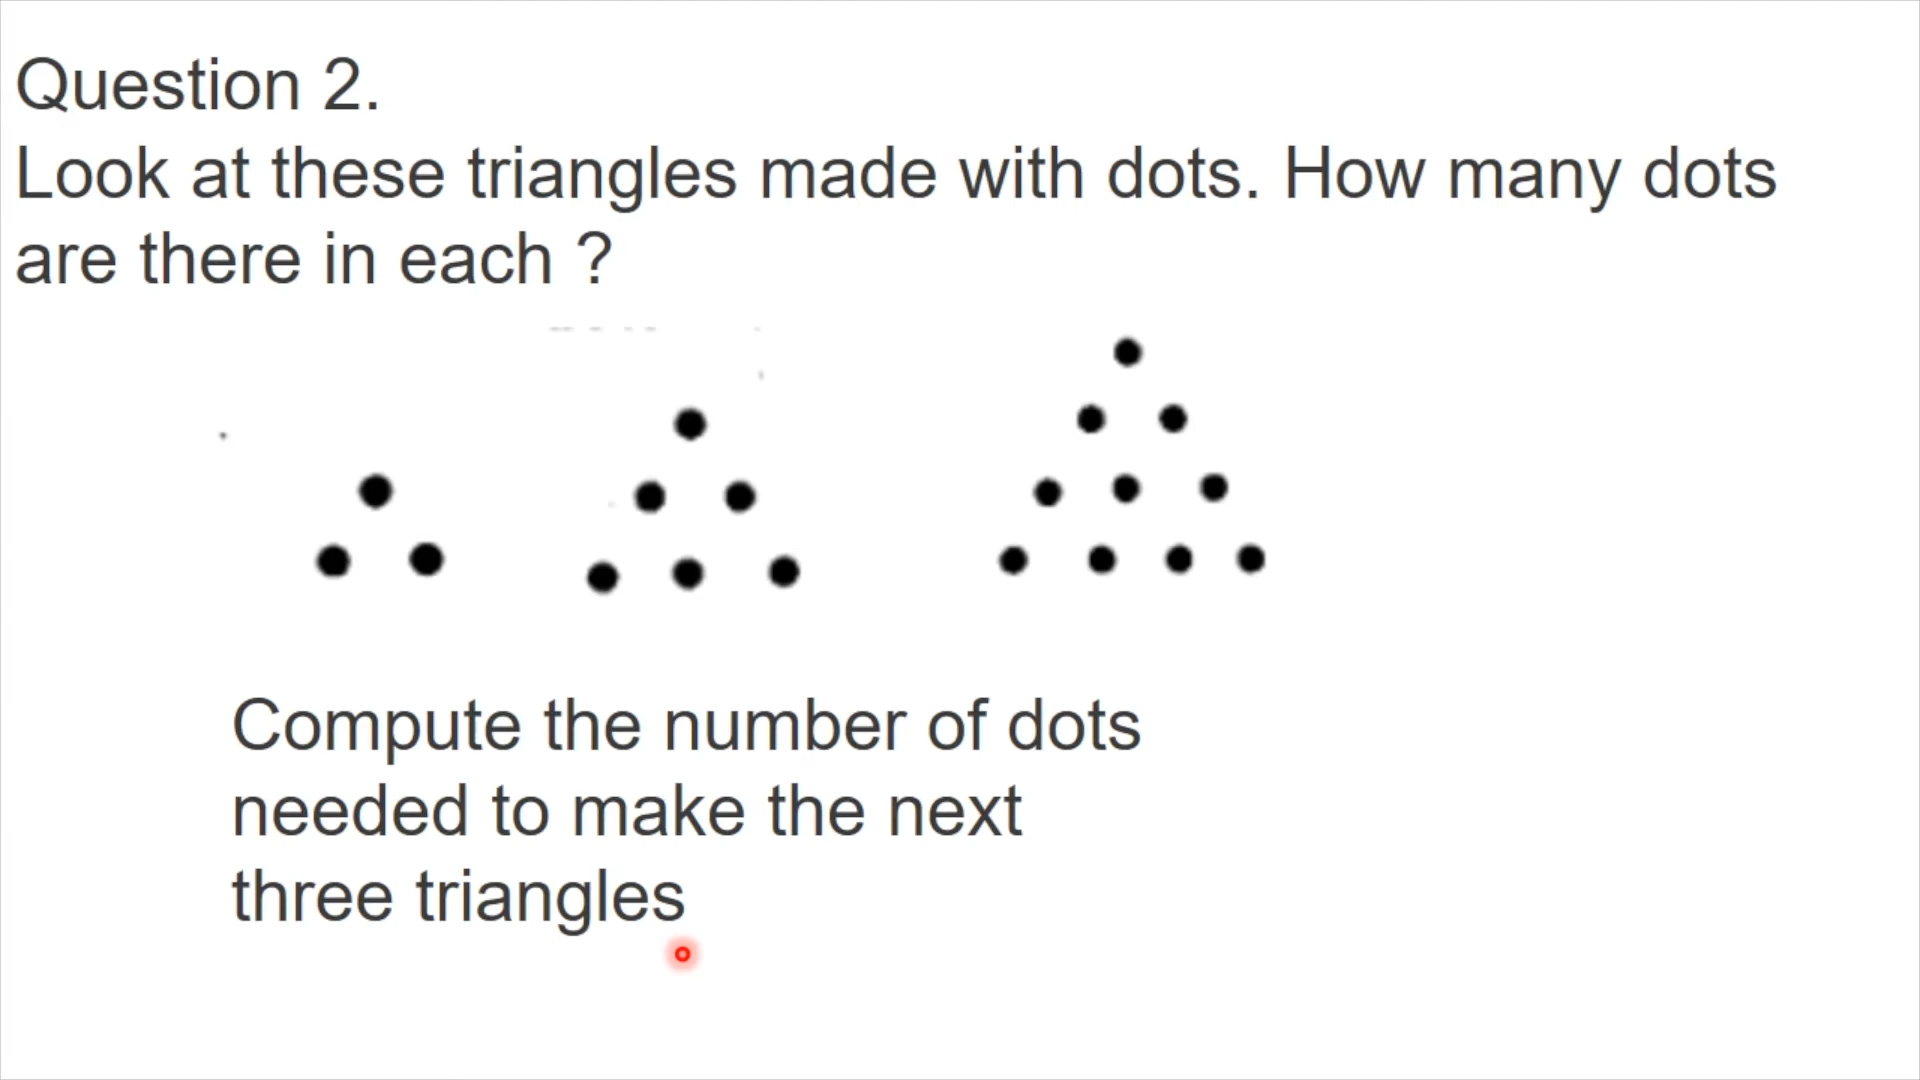 Question 2.
Look at these triangles made with dots. How many dots
are there in each ?
Compute the number of dots
needed to make the next
three triangles